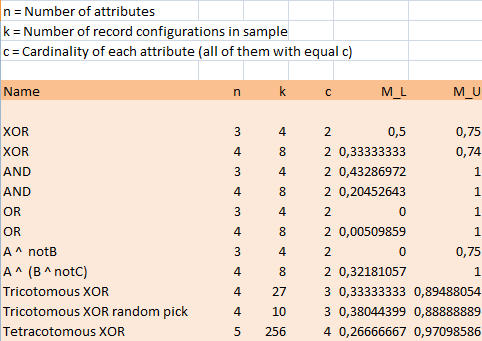 n = Number of attributes
k = Number of record configurations in sample
c = Cardinality of each attribute (all of them with equal c)
Name n k c M_L M_U
XOR 3 4 2 0,5 0,75
XOR 4 8 2 0,33333333 0,74
AND 3 4 2 0,43286972 1
AND 4 8 2 0,20452643 1
OR 3 4 2 0 1
OR 4 8 2 0,00509859 1
A ^ notB 3 4 2 0 0,75
A ^ (B ^ notC) 4 8 2 0,32181057 1
Tricotomous XOR 4 27 3 0,33333333 0,89488054
Tricotomous XOR random pick 4 10 3 0,38044399 0,88888889
Tetracotomous XOR 5 256 4 0,26666667 0,97098586